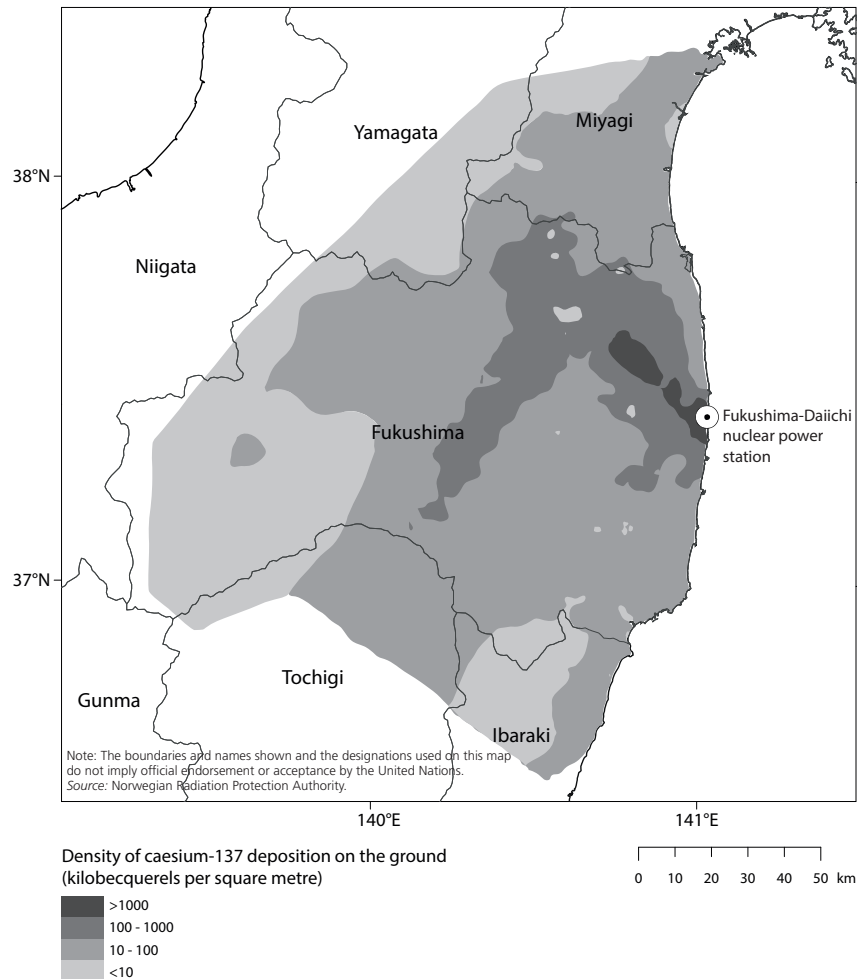 Yamagata
Miyagi
38°N
Niigata
Fukushima
Fukushima-Daiichi
nuclear power
station
37°N
Tochigi
Gunma
Ibaraki
Note: The boundaries and names shown and the designations used on this map
do not imply official endorsement or acceptance by the United Nations.
Source: Norwegian Radiation Protection Authority.
140°E
141°E
Density of caesium-137 deposition on the ground
(kilobecquerels per square metre)
0 10 20 30 40 50 km
>1000
100 - 1000
10 - 100
<10